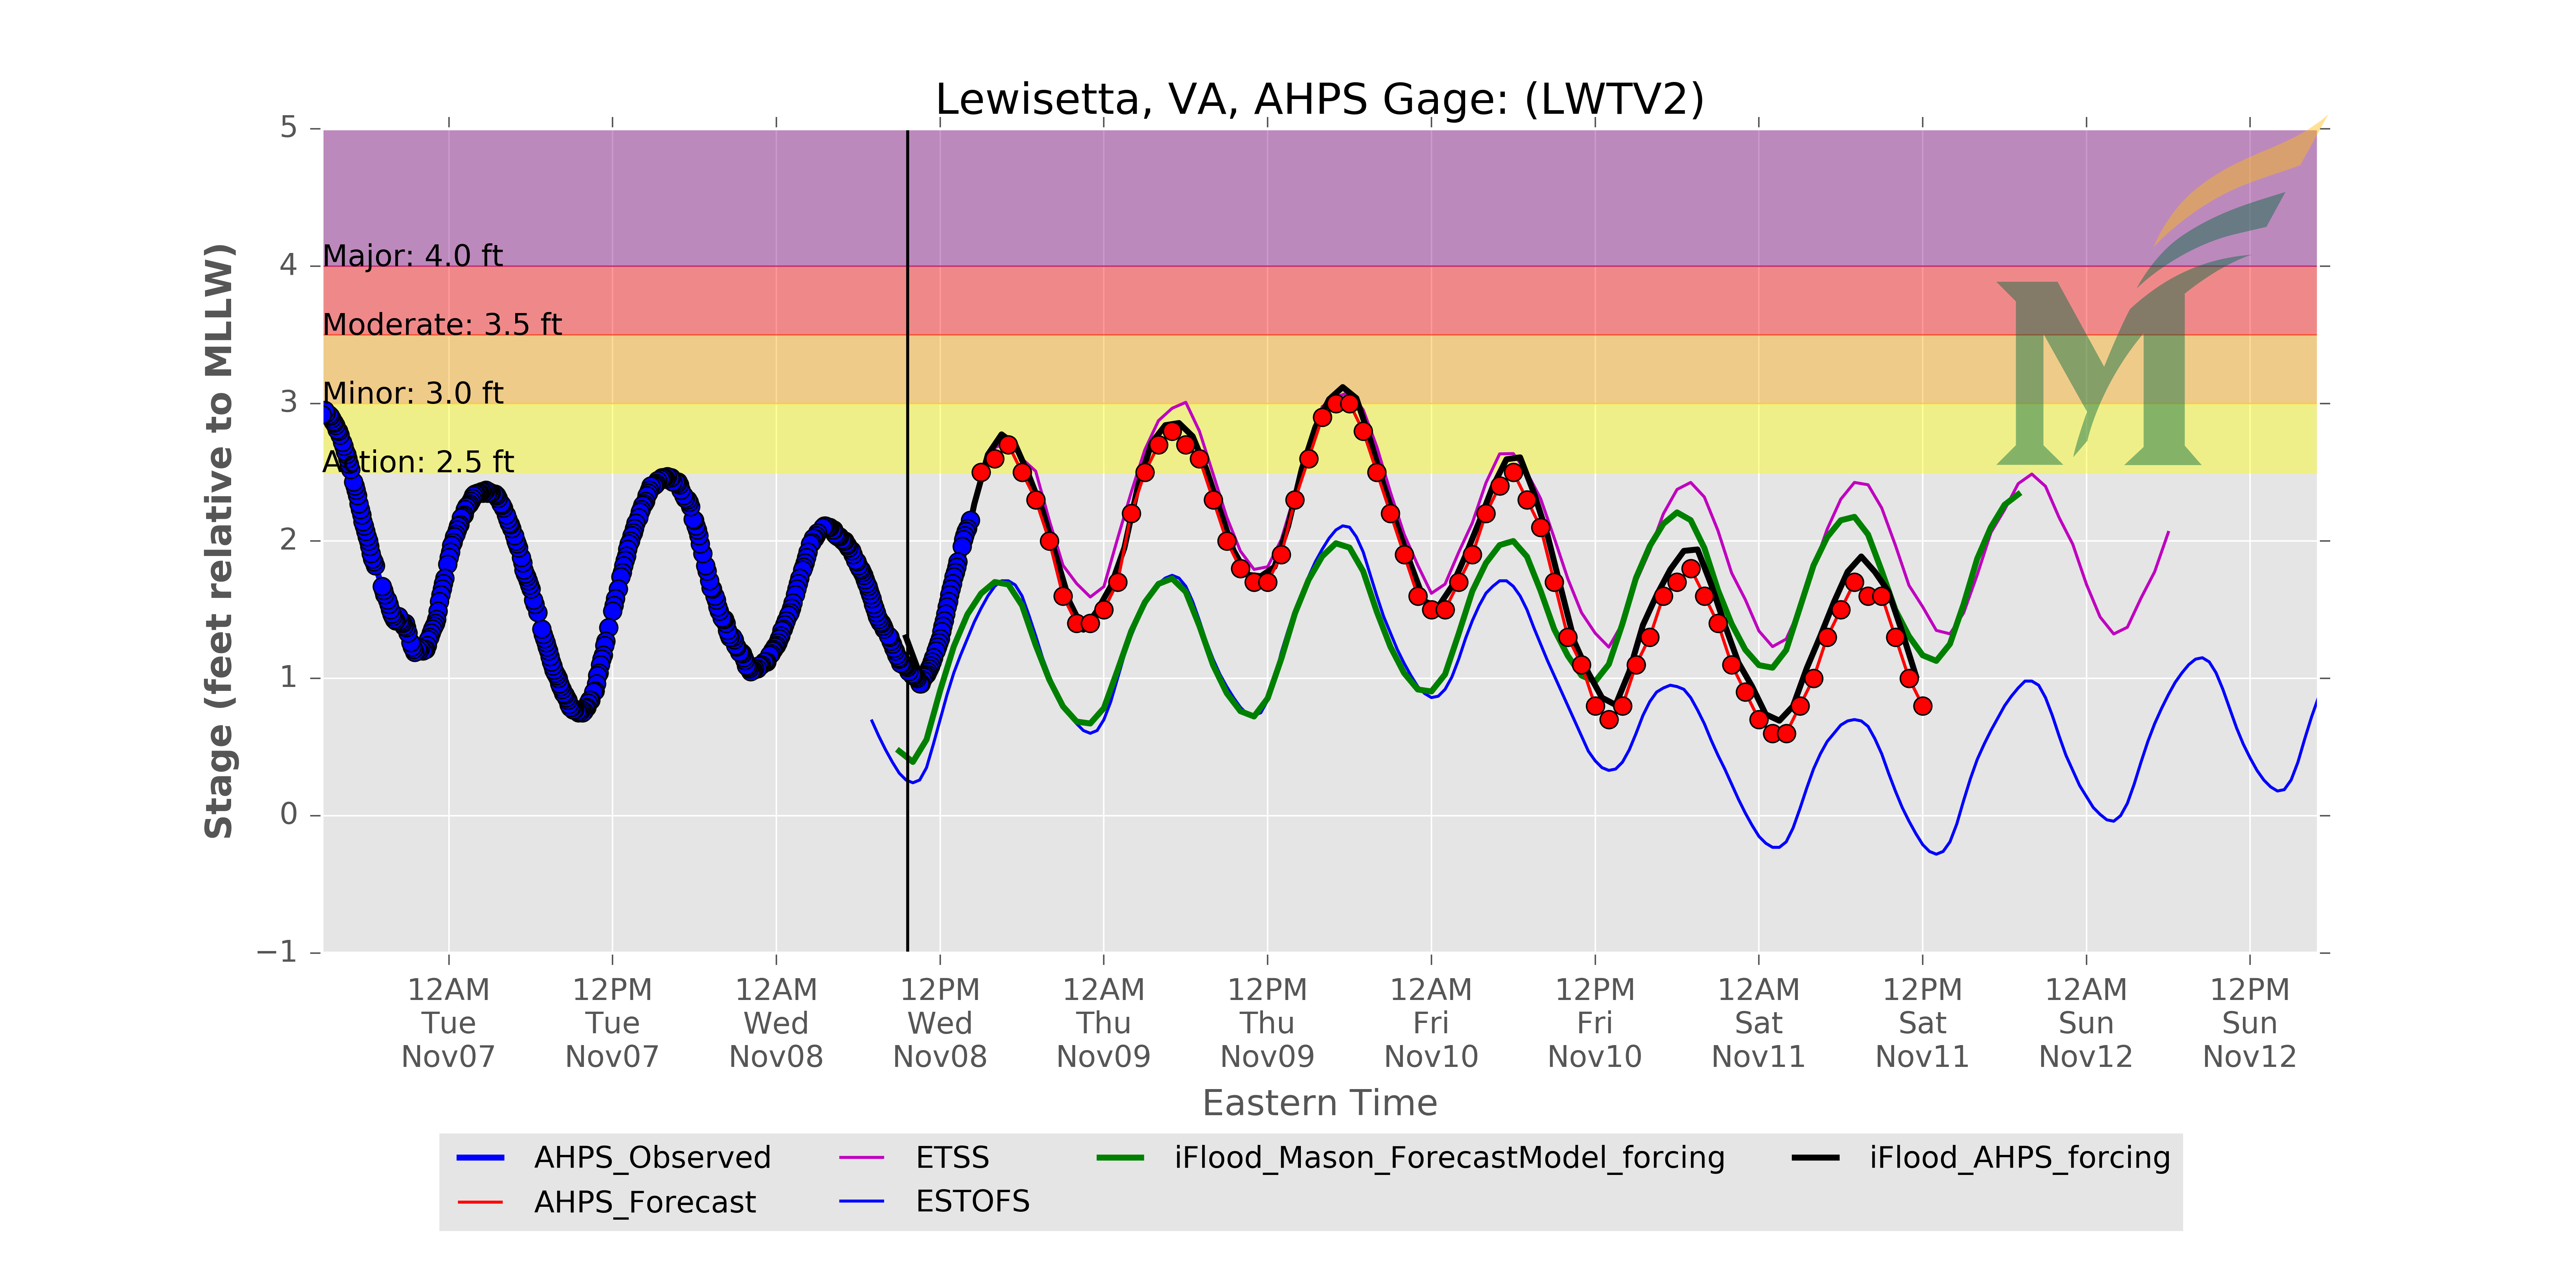 Lewisetta, VA, AHPS Gage: (LWTV2)
Stage (feet relative to MLLW)
5
4
3
2
1
0
−1
Major: 4.0 ft
Moderate: 3.5 ft
Minor: 3.0 ft
Action: 2.5 ft
12AM 12PM 12AM 12PM 12AM 12PM 12AM 12PM 12AM 12PM 12AM 12PM
Tue Tue Wed Wed Thu Thu Fri Fri Sat Sat Sun Sun
Nov07 Nov07 Nov08 Nov08 Nov09 Nov09 Nov10 Nov10 Nov11 Nov11 Nov12 Nov12
Eastern Time
AHPS_Observed ETSS iFlood_Mason_ForecastModel_forcing iFlood_AHPS_forcing
AHPS_Forecast ESTOFS
M